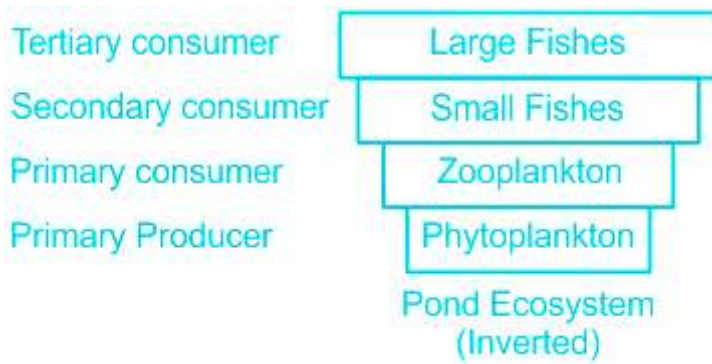 Tertiary consumer Large Fishes
Secondary consumer Small Fishes
Primary consumer Zooplankton
Primary Producer Phytoplankton
Pond Ecosystem
(Inverted)